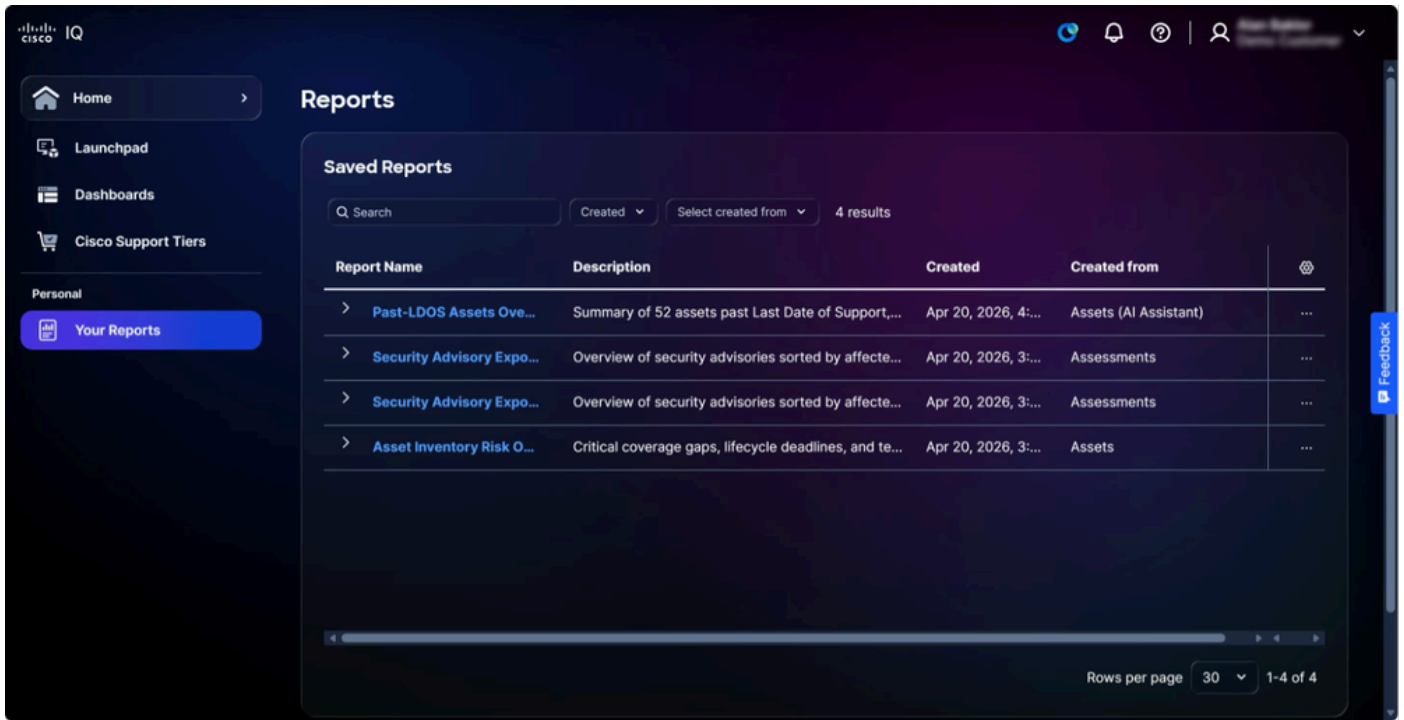 cisco IQ
Home
Launchpad
Dashboards
Cisco Support Tiers
Personal
Your Reports
Reports
Saved Reports
Search Created Select created from 4 results
Report Name Description Created Created from
Past-LDOS Assets Ove... Summary of 52 assets past Last Date of Support,... Apr 20, 2026, 4:... Assets (AI Assistant) ...
Security Advisory Expo... Overview of security advisories sorted by affecte... Apr 20, 2026, 3:... Assessments ...
Security Advisory Expo... Overview of security advisories sorted by affecte... Apr 20, 2026, 3:... Assessments ...
Asset Inventory Risk O... Critical coverage gaps, lifecycle deadlines, and te... Apr 20, 2026, 3:... Assets ...
Rows per page 30 1-4 of 4
Feedback